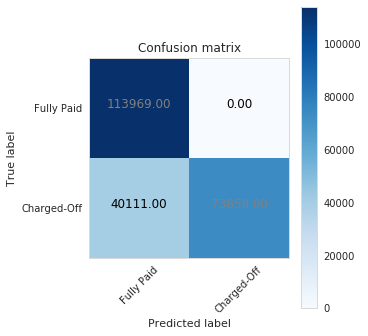 Confusion matrix
100000
80000
60000
40000
20000
0
True label
Fully Paid
113969.00
0.00
Charged-Off
40111.00
Fully Paid
Charged-Off
Predicted label